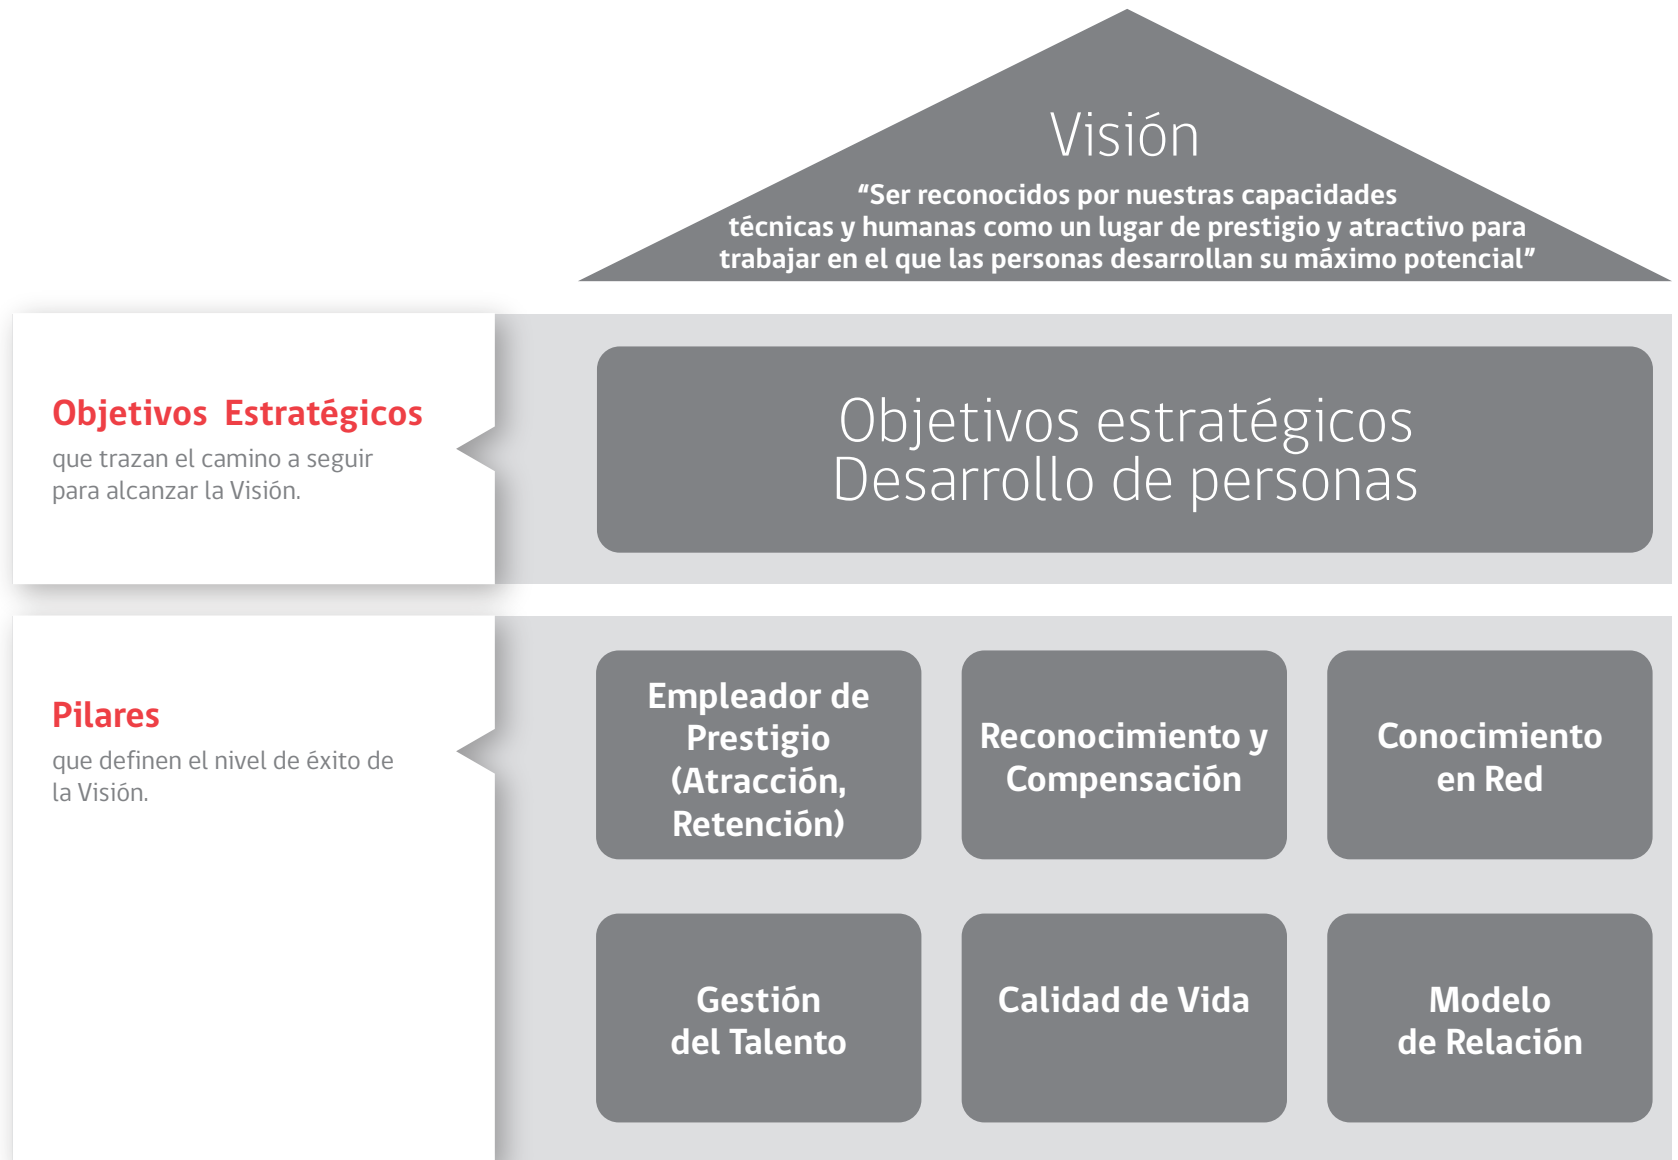 Visión
“Ser reconocidos por nuestras capacidades
técnicas y humanas como un lugar de prestigio y atractivo para
trabajar en el que las personas desarrollan su máximo potencial”
Objetivos Estratégicos
que trazan el camino a seguir
para alcanzar la Visión.
Objetivos estratégicos
Desarrollo de personas
Pilares
que definen el nivel de éxito de
la Visión.
Empleador de
Prestigio
(Atracción,
Retención)
Reconocimiento y
Compensación
Conocimiento
en Red
Gestión
del Talento
Calidad de Vida
Modelo
de Relación